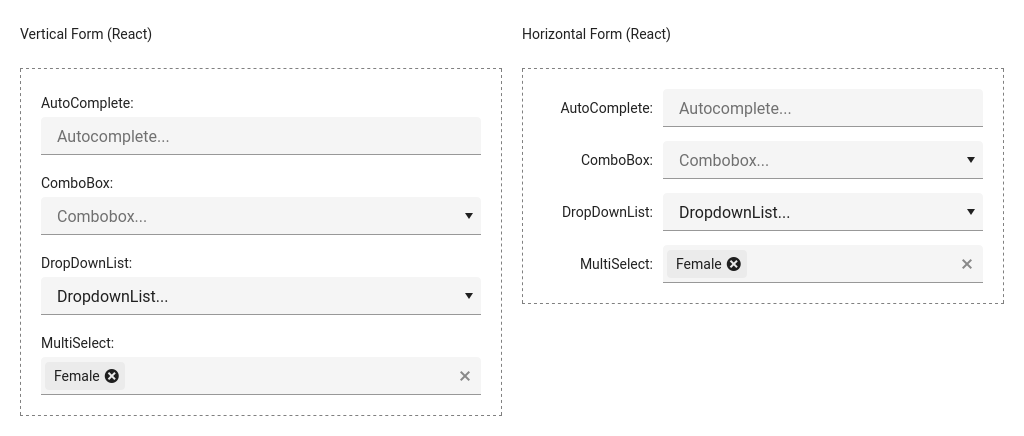 Vertical Form (React)
AutoComplete:
Autocomplete...
ComboBox:
Combobox...
DropDownList:
DropdownList...
MultiSelect:
Female
Horizontal Form (React)
AutoComplete: Autocomplete...
ComboBox: Combobox...
DropDownList: DropdownList...
MultiSelect: Female